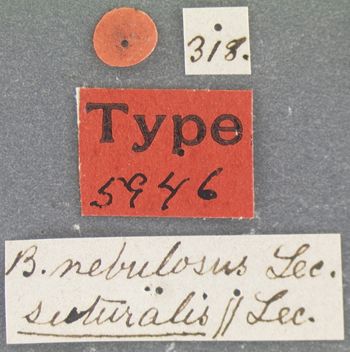 318.
Type
5946
B. nebulosus Lec.
suturalis || Lec.